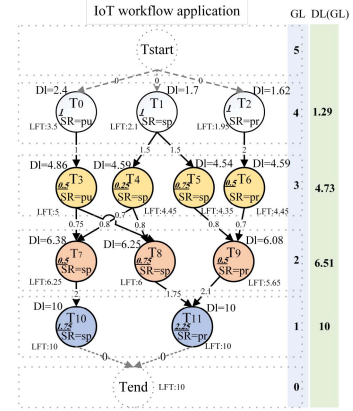 IoT workflow application
GL DL(GL)
Tstart
5
0 0 0
Dl=2.4 Dl=1.7 Dl=1.62
T0 T1 T2
1 1 1
SR=pu SR=sp SR=pr
4 1.29
LFT:3.5 LFT:2.1 LFT:1.95
1 1.5 1.5 2
Dl=4.86 Dl=4.59 Dl=4.54 Dl=4.59
T3 T4 T5 T6
0.5 0.25 0.75 0.5
SR=pu SR=sp SR=sp SR=pr
3 4.73
LFT:5 LFT:4.45 LFT:4.35 LFT:4.45
0.75 0.8 0.7 0.8 0.8 0.7
Dl=6.38 Dl=6.25 Dl=6.08
T7 T8 T9
0.5 0.75 0.5
SR=sp SR=sp SR=pr
2 6.51
LFT:6.25 LFT:6 LFT:5.65
2 1.75 2.1
Dl=10 Dl=10
T10 T11
1.75 2.25
SR=sp SR=pr
1 10
LFT:10 LFT:10
0 0
Tend LFT:10
0